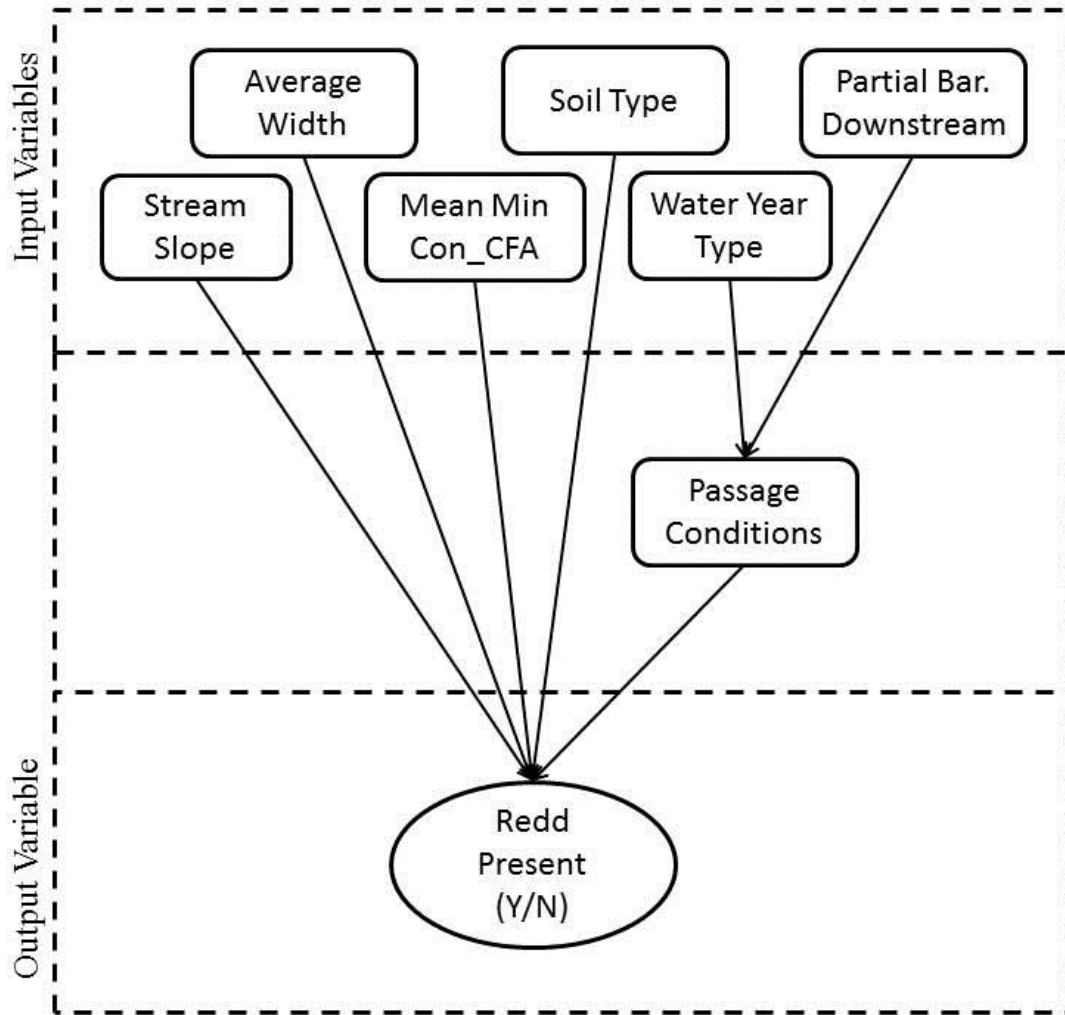 Input Variables
Average
Width
Soil Type
Partial Bar.
Downstream
Stream
Slope
Mean Min
Con_CFA
Water Year
Type
Passage
Conditions
Output Variable
Redd
Present
(Y/N)